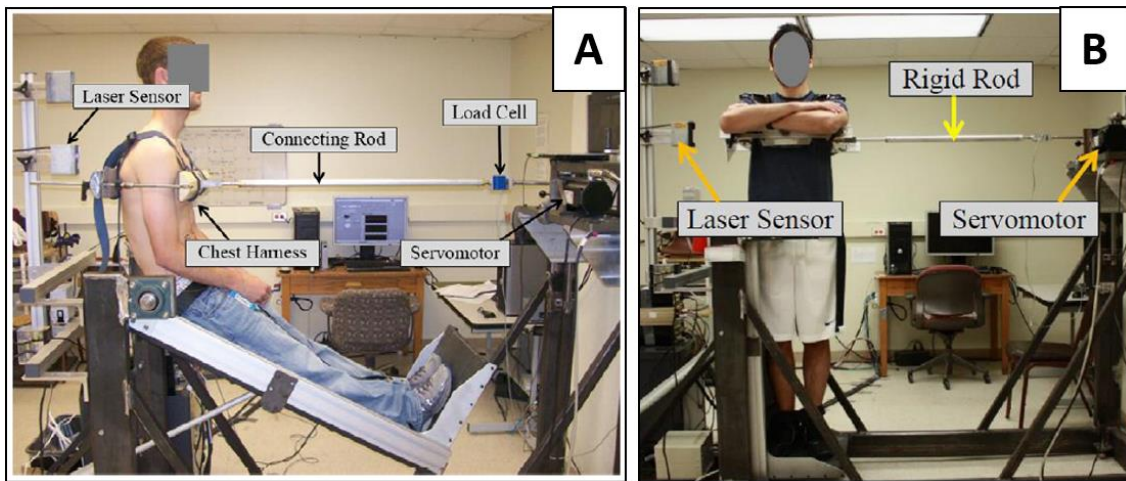 A
Laser Sensor
Load Cell
Connecting Rod
Chest Harness
Servomotor
B
Rigid Rod
Laser Sensor
Servomotor